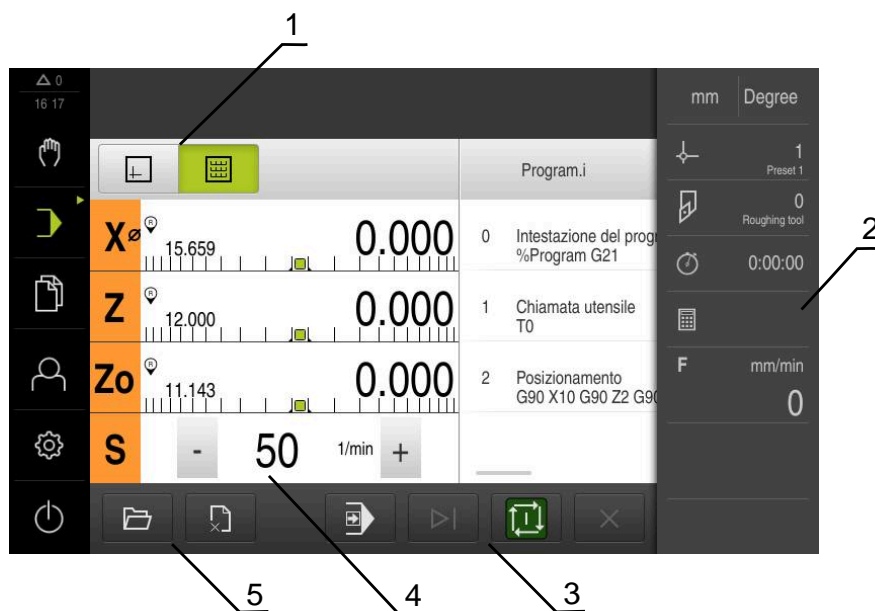 1
0
16 17
mm Degree
Program.i
1
Preset 1
X ø R 15.659 0.000
0 Intestazione del progr
%Program G21
0
Roughing tool
2
0:00:00
Z R 12.000 0.000
1 Chiamata utensile
T0
Zo R 11.143 0.000
2 Posizionamento
G90 X10 G90 Z2 G90
F mm/min
0
S - 50 1/min +
5
4
3